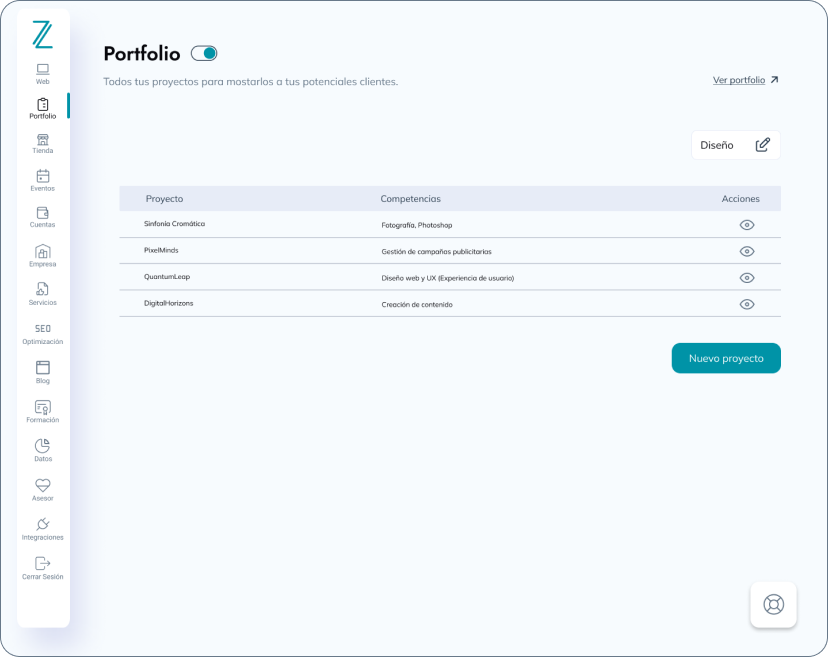 Web
Portfolio
Tienda
Eventos
Cuentas
Empresa
Servicios
SEO
Optimización
Blog
Formación
Datos
Asesor
Integraciones
Cerrar Sesión
Portfolio
Todos tus proyectos para mostarlos a tus potenciales clientes.
Ver portfolio
Diseño
Proyecto Competencias Acciones
Sinfonía Cromática Fotografía, Photoshop
PixelMinds Gestión de campañas publicitarias
QuantumLeap Diseño web y UX (Experiencia de usuario)
DigitalHorizons Creación de contenido
Nuevo proyecto